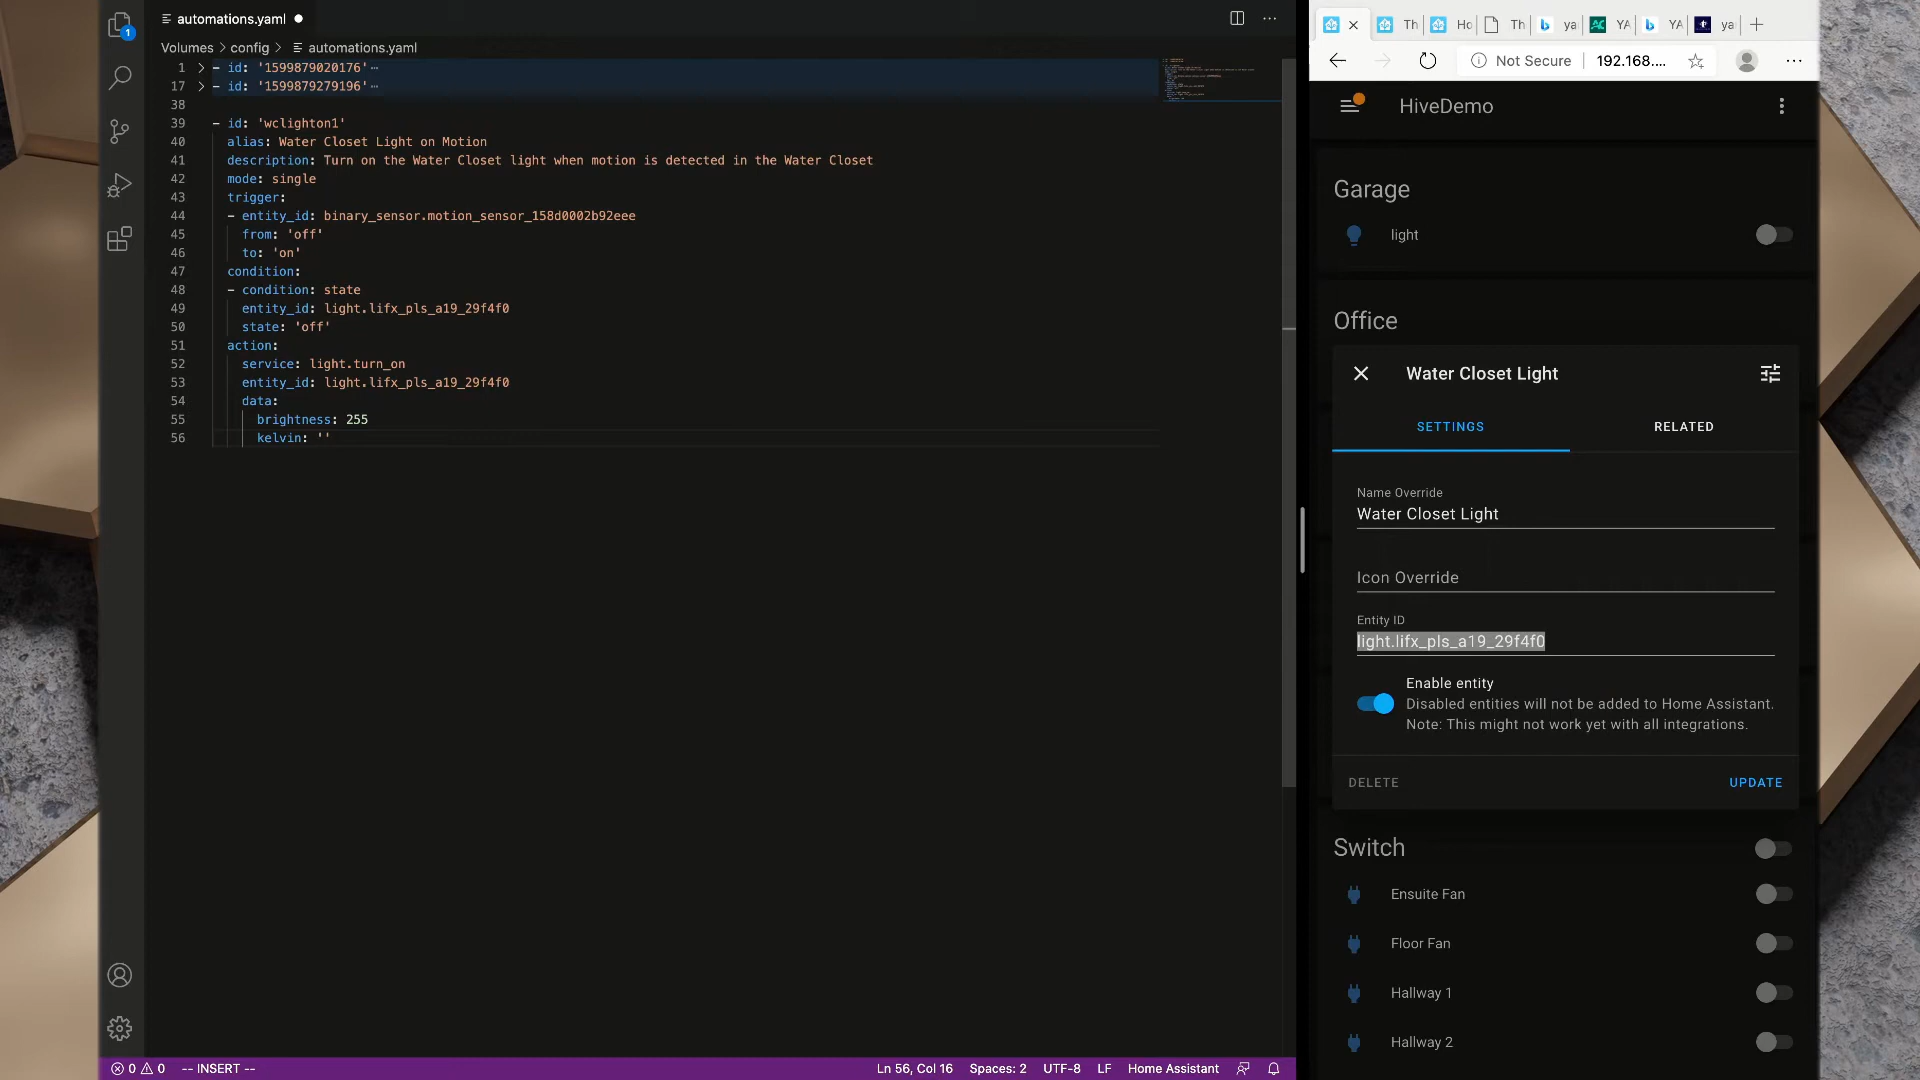 automations.yaml
Volumes > config > automations.yaml
1 - id: '1599879020176'
17 - id: '1599879279196'
38
39 - id: 'wclighton1'
40 alias: Water Closet Light on Motion
41 description: Turn on the Water Closet light when motion is detected in the Water Closet
42 mode: single
43 trigger:
44 - entity_id: binary_sensor.motion_sensor_158d0002b92eee
45 from: 'off'
46 to: 'on'
47 condition:
48 - condition: state
49 entity_id: light.lifx_pls_a19_29f4f0
50 state: 'off'
51 action:
52 service: light.turn_on
53 entity_id: light.lifx_pls_a19_29f4f0
54 data:
55 brightness: 255
56 kelvin: ''
1
0 0 -- INSERT --
Ln 56, Col 16 Spaces: 2 UTF-8 LF Home Assistant
Th Ho Th ya YA YA ya
Not Secure 192.168....
HiveDemo
Garage
light
Office
Water Closet Light
SETTINGS RELATED
Name Override
Water Closet Light
Icon Override
Entity ID
light.lifx_pls_a19_29f4f0
Enable entity
Disabled entities will not be added to Home Assistant.
Note: This might not work yet with all integrations.
DELETE UPDATE
Switch
Ensuite Fan
Floor Fan
Hallway 1
Hallway 2